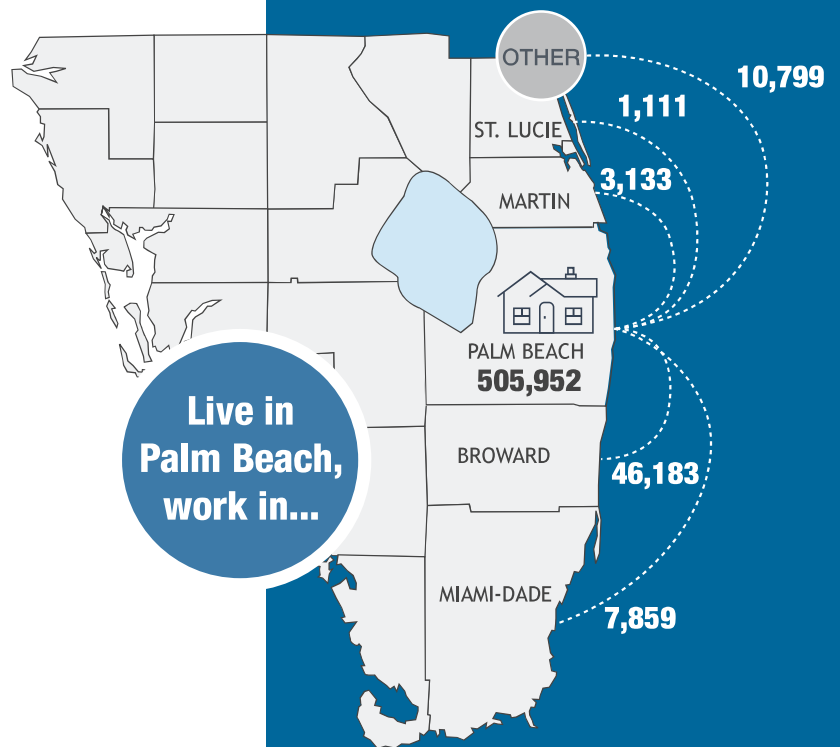 OTHER
10,799
1,111
ST. LUCIE
3,133
MARTIN
PALM BEACH
505,952
Live in
Palm Beach,
work in...
BROWARD
46,183
MIAMI-DADE
7,859